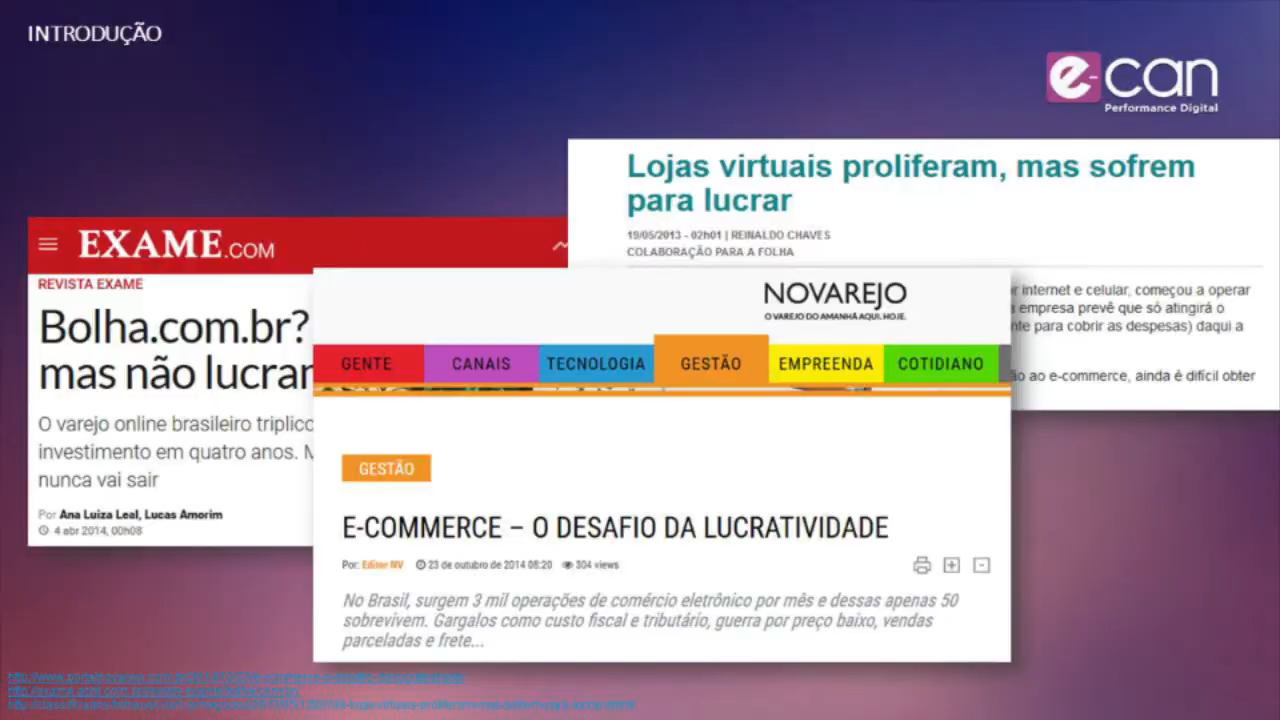 INTRODUÇÃO
e-can
Performance Digital
Lojas virtuais proliferam, mas sofrem
para lucrar
19/05/2013 - 02h01 | REINALDO CHAVES
COLABORAÇÃO PARA A FOLHA
internet e celular, começou a operar
empresa prevê que só atingirá o
para cobrir as despesas) daqui a
ao e-commerce, ainda é difícil obter
EXAME.COM
REVISTA EXAME
Bolha.com.br?
mas não lucrar
O varejo online brasileiro triplico
investimento em quatro anos. M
nunca vai sair
Por Ana Luiza Leal, Lucas Amorim
4 abr 2014, 00h08
NOVAREJO
O VAREJO DO AMANHÃ AQUI. HOJE.
GENTE CANAIS TECNOLOGIA GESTÃO EMPREENDA COTIDIANO
GESTÃO
E-COMMERCE – O DESAFIO DA LUCRATIVIDADE
Por: Editor NV 23 de outubro de 2014 08:20 304 views
No Brasil, surgem 3 mil operações de comércio eletrônico por mês e dessas apenas 50
sobrevivem. Gargalos como custo fiscal e tributário, guerra por preço baixo, vendas
parceladas e frete...